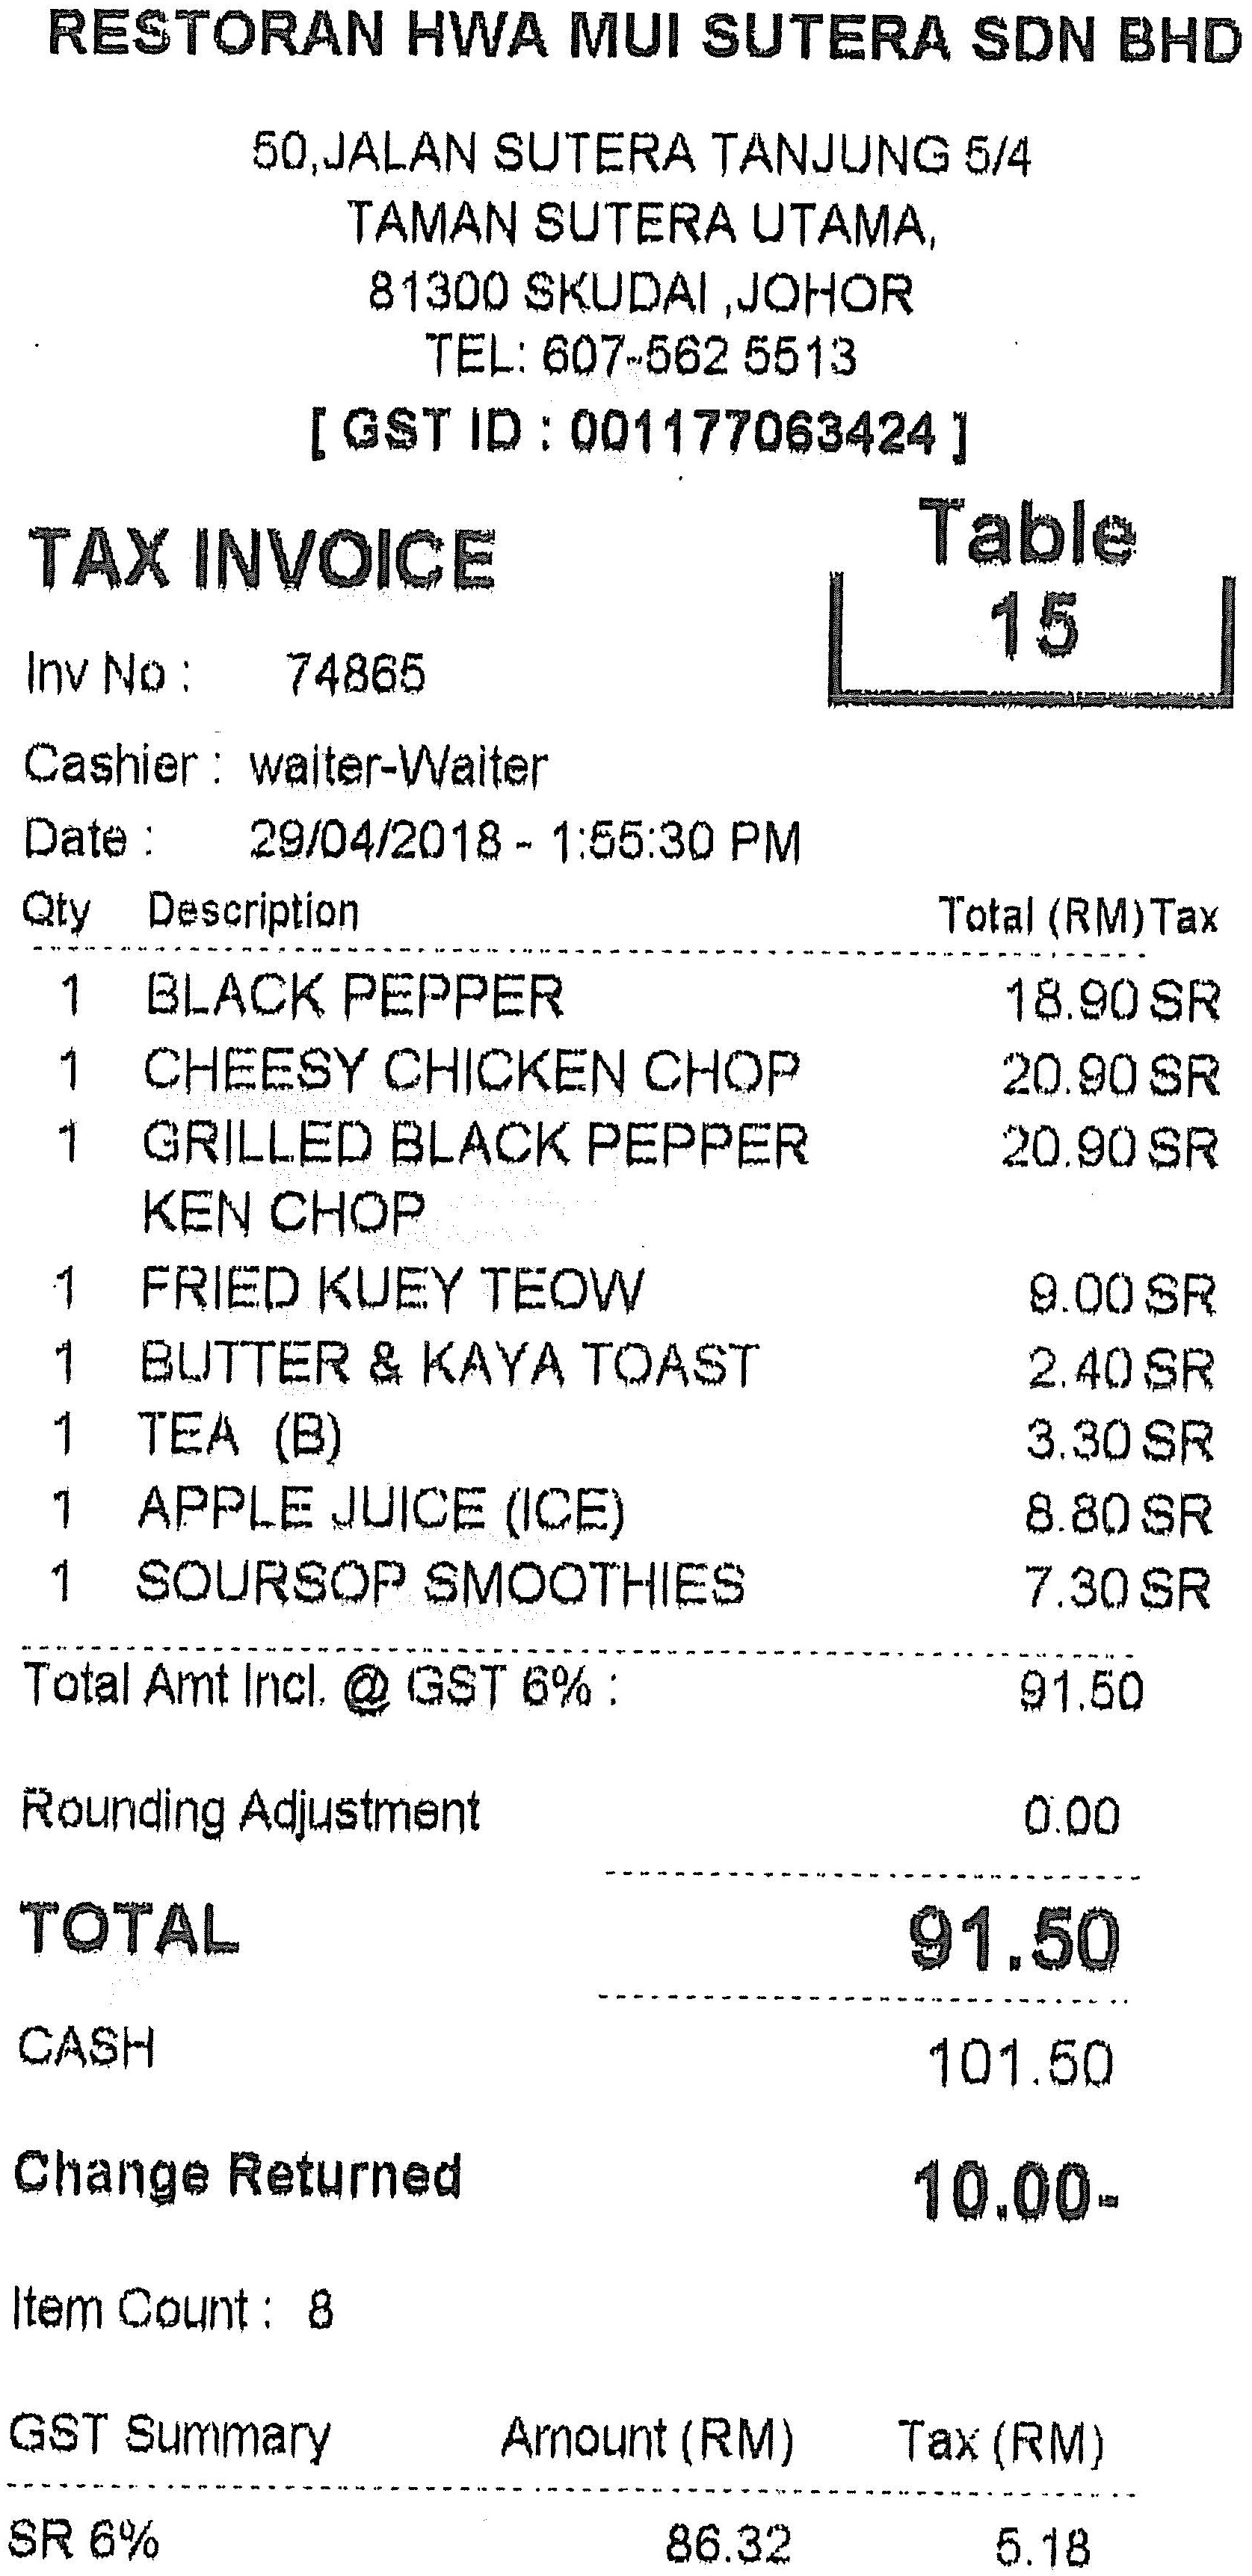 RESTORAN HWA MUI SUTERA SDN BHD
50,JALAN SUTERA TANJUNG 5/4
TAMAN SUTERA UTAMA,
81300 SKUDAI ,JOHOR
TEL: 607-562 5513
[ GST ID : 001177063424 ]
TAX INVOICE
Table
15
Inv No : 74865
Cashier : waiter-Waiter
Date : 29/04/2018 - 1:55:30 PM
Qty Description Total (RM) Tax
1 BLACK PEPPER 18.90 SR
1 CHEESY CHICKEN CHOP 20.90 SR
1 GRILLED BLACK PEPPER 20.90 SR
KEN CHOP
1 FRIED KUEY TEOW 9.00 SR
1 BUTTER & KAYA TOAST 2.40 SR
1 TEA (B) 3.30 SR
1 APPLE JUICE (ICE) 8.80 SR
1 SOURSOP SMOOTHIES 7.30 SR
Total Amt Incl. @ GST 6% : 91.50
Rounding Adjustment 0.00
TOTAL 91.50
CASH 101.50
Change Returned 10.00-
Item Count : 8
GST Summary Amount (RM) Tax (RM)
SR 6% 86.32 5.18